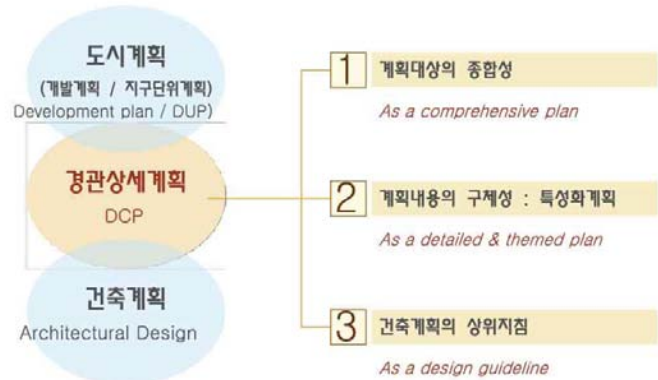 도시계획
(개발계획 / 지구단위계획)
Development plan / DUP)
경관상세계획
DCP
건축계획
Architectural Design
1 계획대상의 종합성
As a comprehensive plan
2 계획내용의 구체성 : 특성화계획
As a detailed & themed plan
3 건축계획의 상위지침
As a design guideline